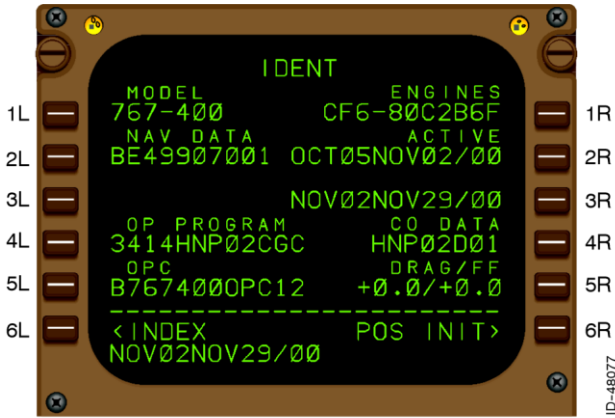 IDENT
MODEL ENGINES
1L 767-400 CF6-80C2B6F 1R
NAV DATA ACTIVE
2L BE49907001 OCT05NOV02/00 2R
3L NOV02NOV29/00 3R
OP PROGRAM CO DATA
4L 3414HNP02CGC HNP02D01 4R
OPC DRAG/FF
5L B767400OPC12 +0.0/+0.0 5R
--------------------------
6L <INDEX POS INIT> 6R
NOV02NOV29/00
ID-48077